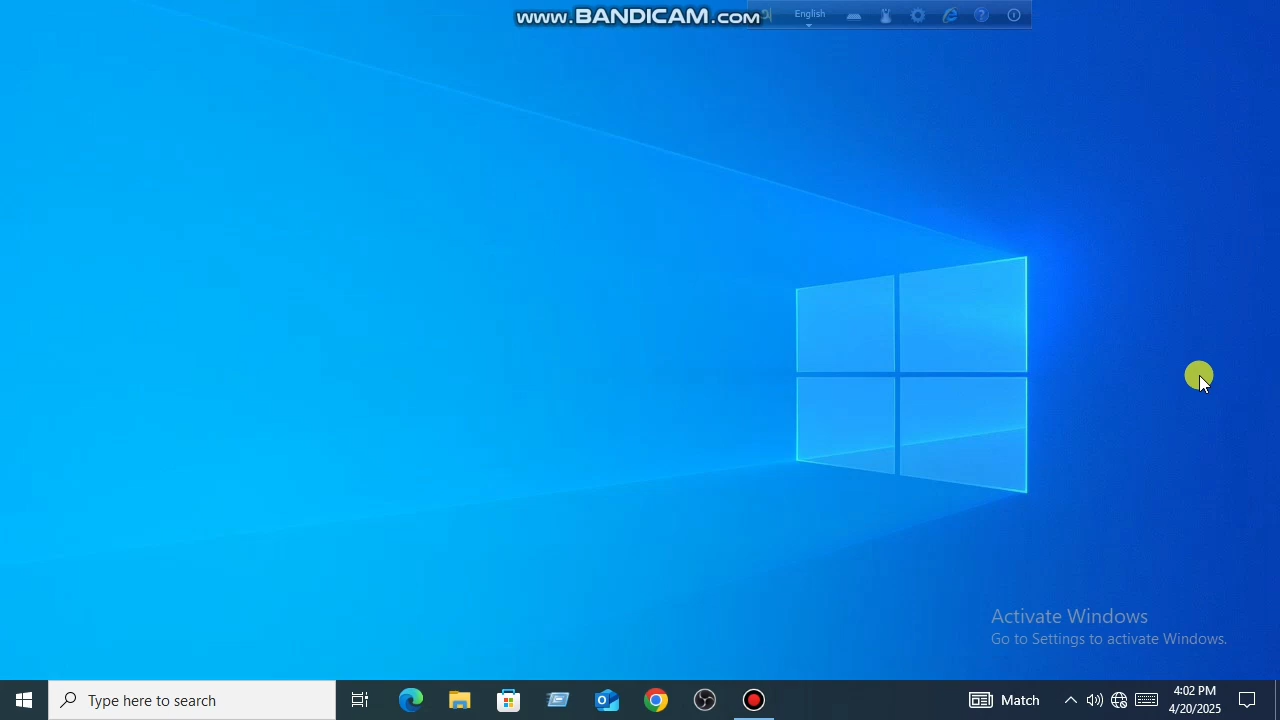 www.BANDICAM.com
English
Activate Windows
Go to Settings to activate Windows.
Type here to search
Match
4:02 PM
4/20/2025